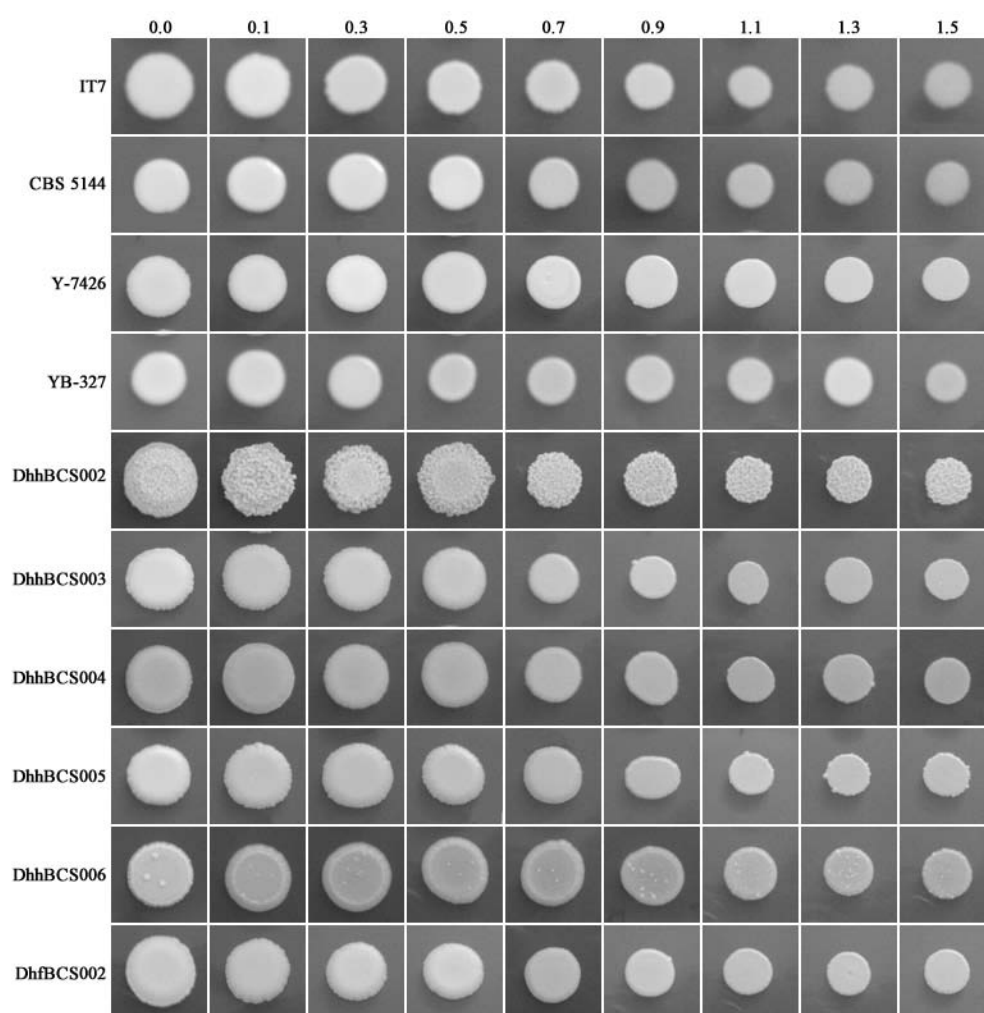 0.0 0.1 0.3 0.5 0.7 0.9 1.1 1.3 1.5
IT7
CBS 5144
Y-7426
YB-327
DhhBCS002
DhhBCS003
DhhBCS004
DhhBCS005
DhhBCS006
DhfBCS002